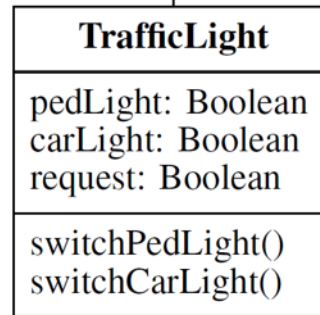 TrafficLight
pedLight: Boolean
carLight: Boolean
request: Boolean
switchPedLight()
switchCarLight()